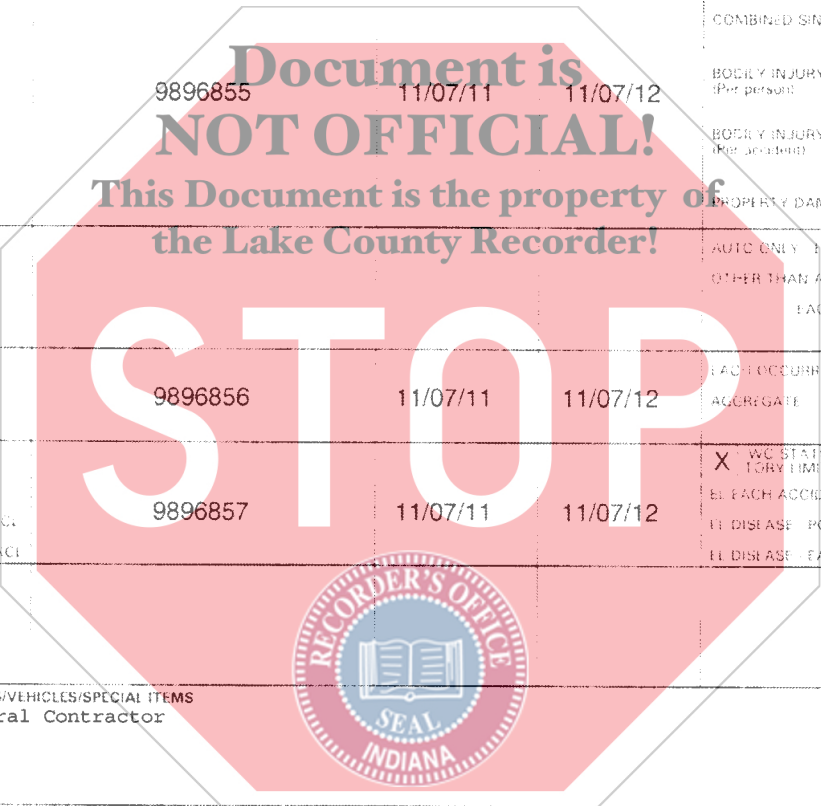 COMBINED SIN
Document is
9896855 11/07/11 11/07/12
BODILY INJURY
(Per person)
NOT OFFICIAL!
BODILY INJURY
(Per accident)
This Document is the property of
PROPERTY DAM
the Lake County Recorder!
AUTO ONLY - E
OTHER THAN A
EAC
STOP
EACH OCCURR
9896856 11/07/11 11/07/12
AGGREGATE
X WC STAT
TORY LIMI
EL EACH ACCID
9896857 11/07/11 11/07/12
EL DISEASE - PO
EL DISEASE - EA
RECORDER'S OFFICE
SEAL
INDIANA
S/VEHICLES/SPECIAL ITEMS
ral Contractor